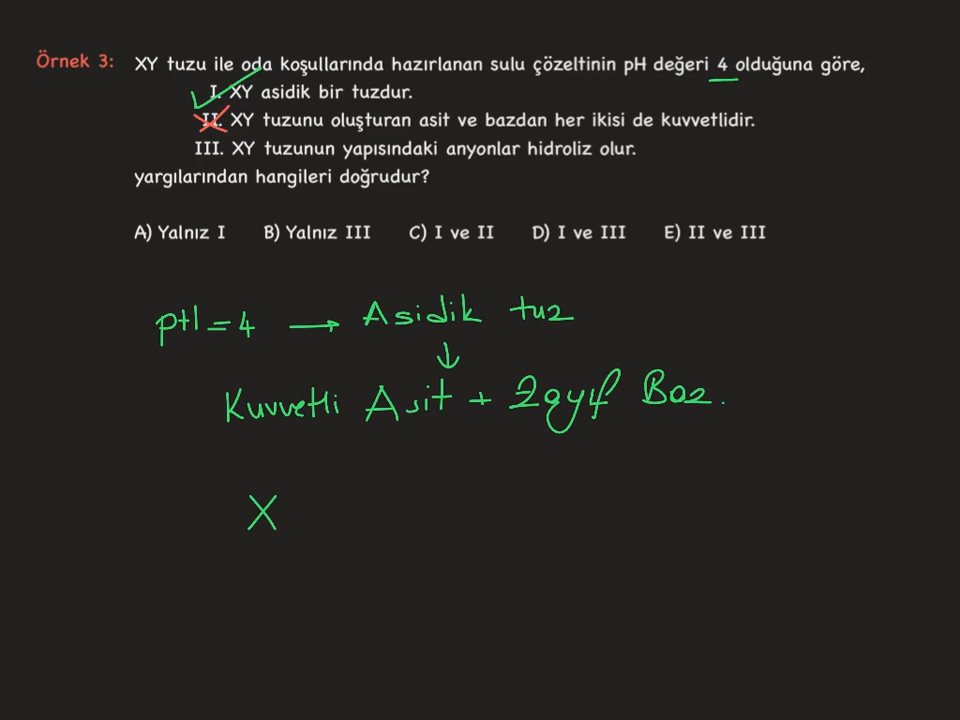 Örnek 3: XY tuzu ile oda koşullarında hazırlanan sulu çözeltinin pH değeri 4 olduğuna göre,
I. XY asidik bir tuzdur.
II. XY tuzunu oluşturan asit ve bazdan her ikisi de kuvvetlidir.
III. XY tuzunun yapısındaki anyonlar hidroliz olur.
yargılarından hangileri doğrudur?
A) Yalnız I B) Yalnız III C) I ve II D) I ve III E) II ve III
pH = 4 → Asidik tuz
↓
Kuvvetli Asit + Zayıf Baz.
X